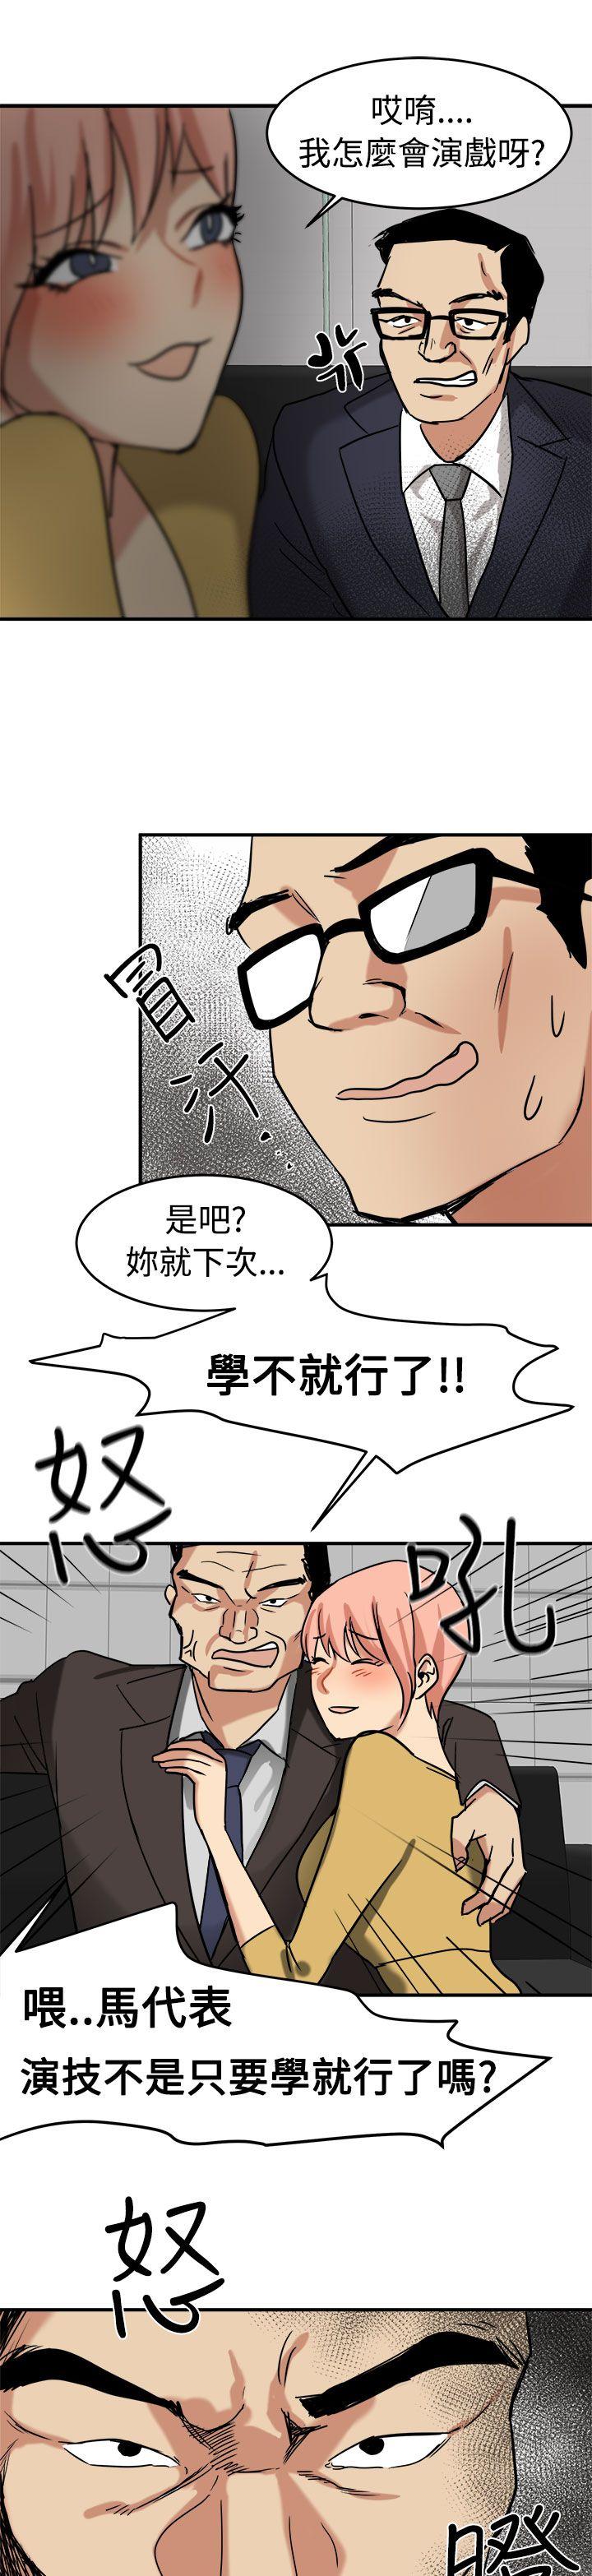 哎唷....
我怎麼會演戲呀?
冒汗
是吧?
妳就下次...
學不就行了!!
怒
吼
喂..馬代表
演技不是只要學就行了嗎?
怒
瞪